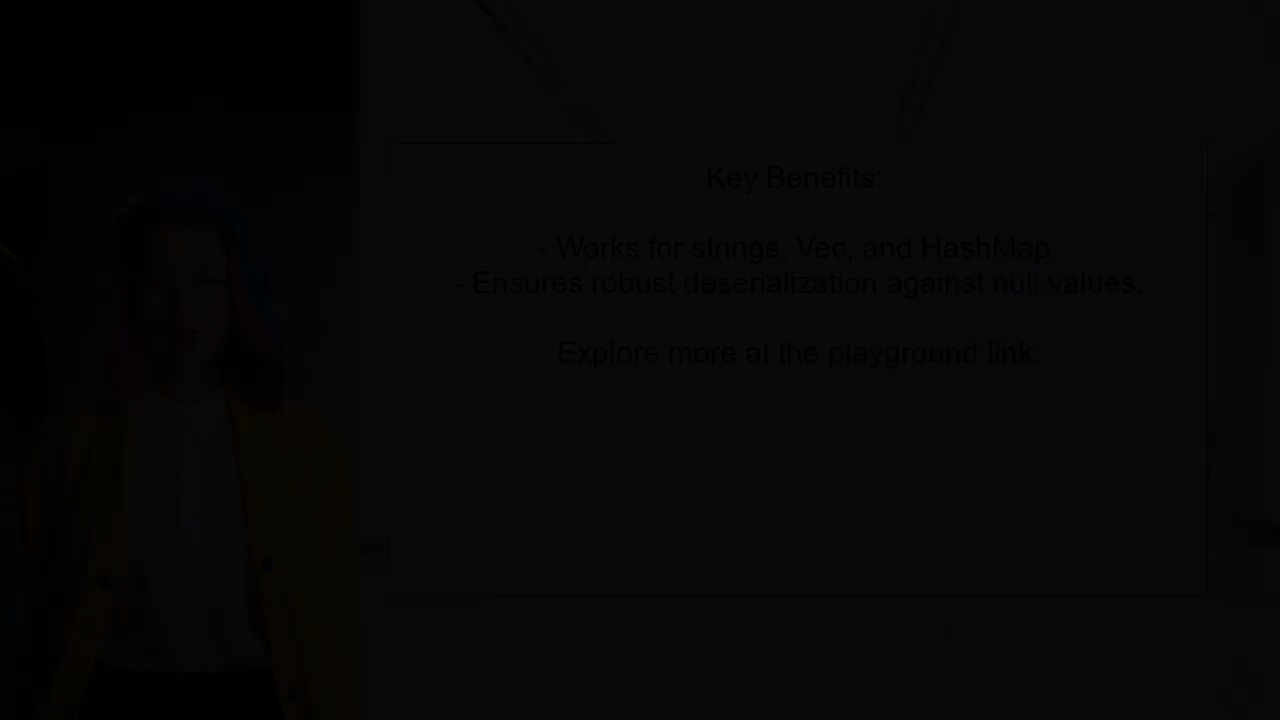 Key Benefits:
- Works for strings, Vec, and HashMap
- Ensures robust deserialization against null values.
Explore more at the playground link.